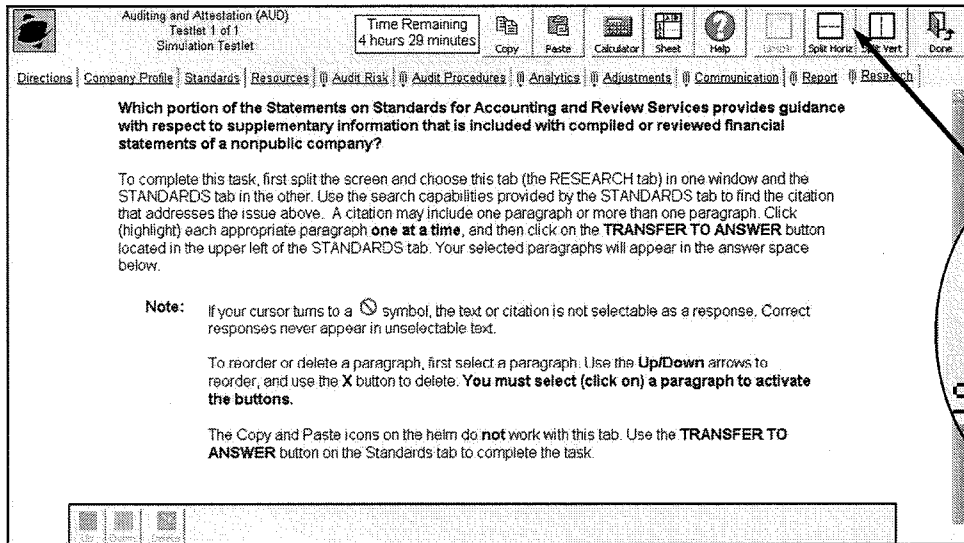 Auditing and Attestation (AUD)
Testlet 1 of 1
Simulation Testlet
Time Remaining
4 hours 29 minutes
Copy Paste Calculator Sheet Help Unsplit Split Horiz Split Vert Done
Directions Company Profile Standards Resources Audit Risk Audit Procedures Analytics Adjustments Communication Report Research
Which portion of the Statements on Standards for Accounting and Review Services provides guidance
with respect to supplementary information that is included with compiled or reviewed financial
statements of a nonpublic company?
To complete this task, first split the screen and choose this tab (the RESEARCH tab) in one window and the
STANDARDS tab in the other. Use the search capabilities provided by the STANDARDS tab to find the citation
that addresses the issue above. A citation may include one paragraph or more than one paragraph. Click
(highlight) each appropriate paragraph one at a time, and then click on the TRANSFER TO ANSWER button
located in the upper left of the STANDARDS tab. Your selected paragraphs will appear in the answer space
below.
Note: If your cursor turns to a symbol, the text or citation is not selectable as a response. Correct
responses never appear in unselectable text.
To reorder or delete a paragraph, first select a paragraph. Use the Up/Down arrows to
reorder, and use the X button to delete. You must select (click on) a paragraph to activate
the buttons.
The Copy and Paste icons on the helm do not work with this tab. Use the TRANSFER TO
ANSWER button on the Standards tab to complete the task.
Up Down Delete